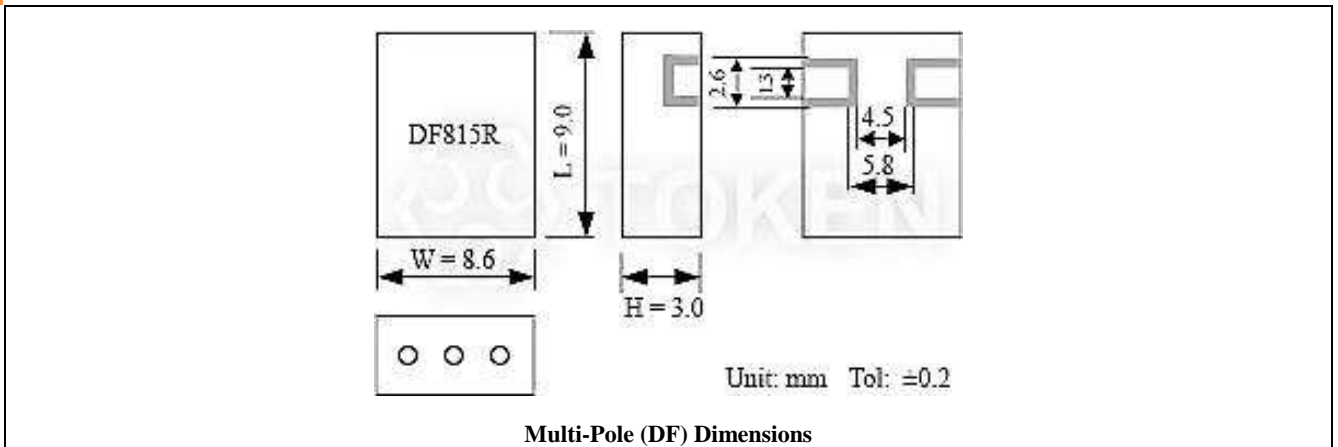 DF815R
L = 9.0
2.6
1.3
4.5
5.8
TOKEN
W = 8.6
H = 3.0
Unit: mm Tol: ±0.2
Multi-Pole (DF) Dimensions